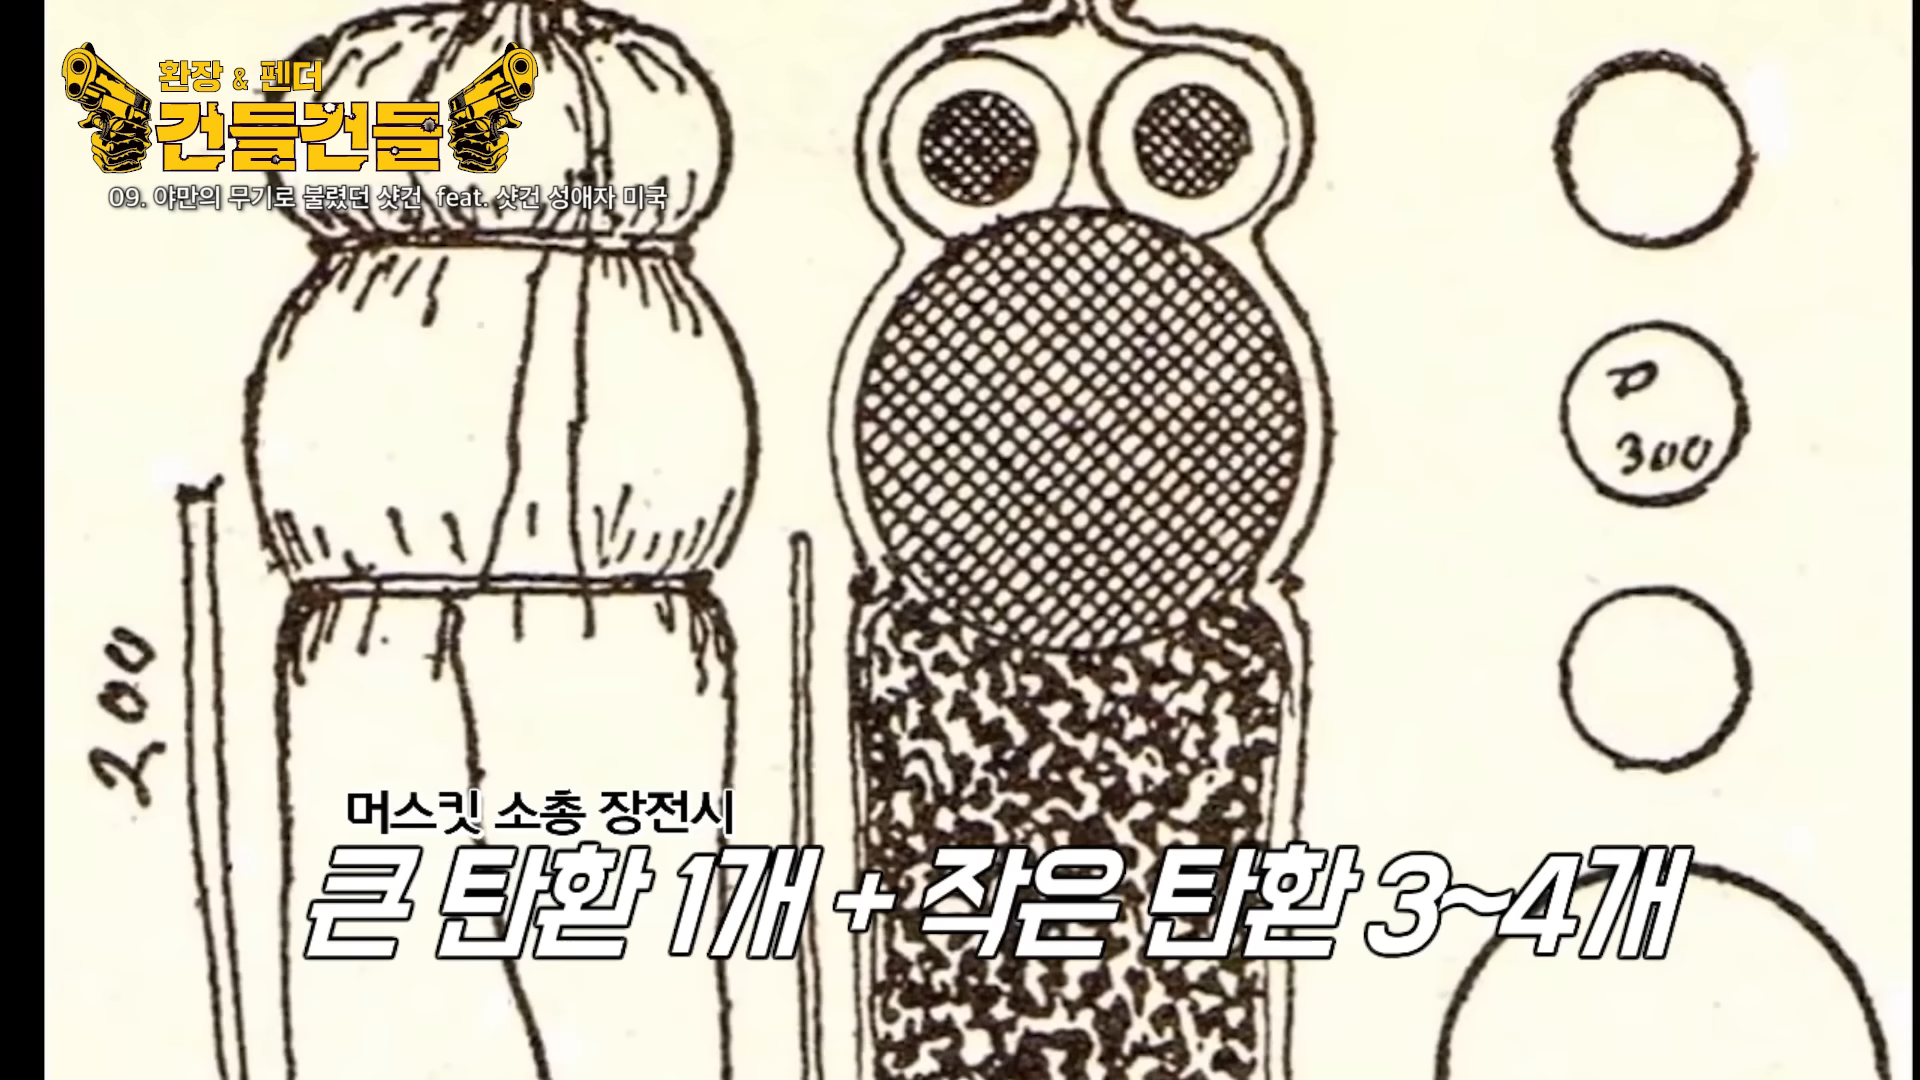 환장 & 펜더
건들건들
09. 야만의 무기로 불렸던 샷건 feat. 샷건 성애자 미국
300
200
머스킷 소총 장전시
큰 탄환 1개 + 작은 탄환 3~4개